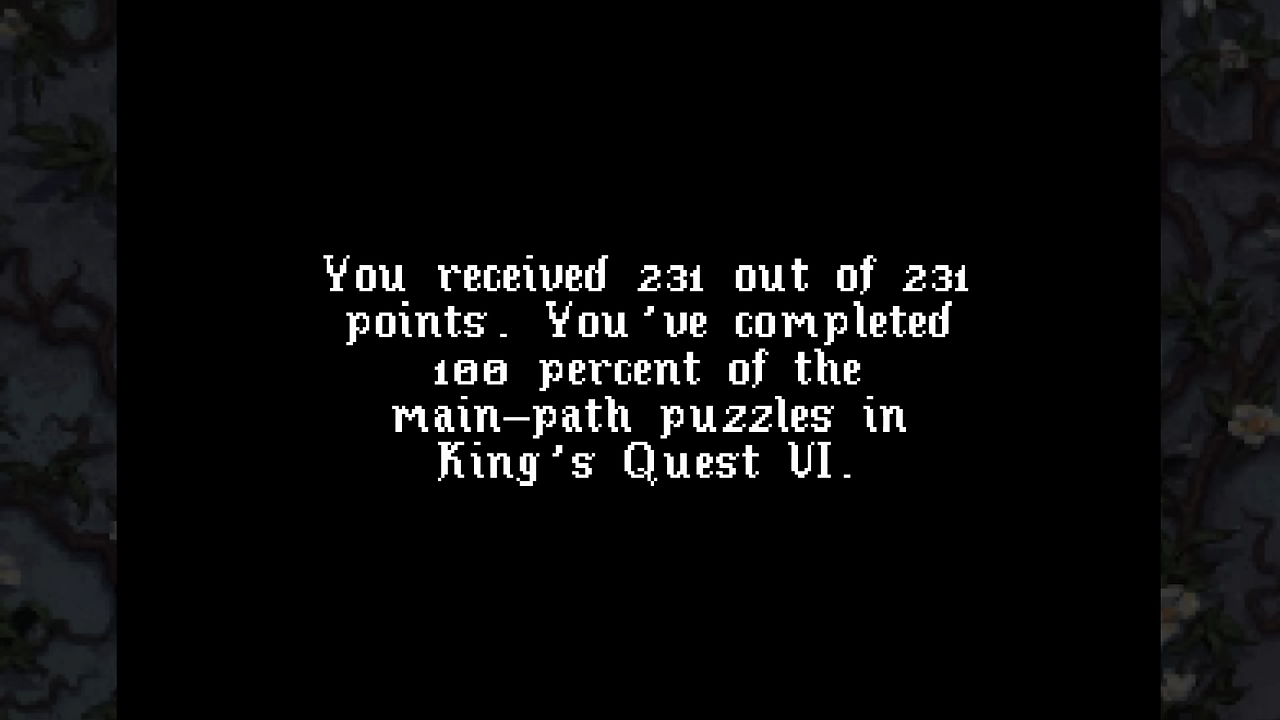 You received 231 out of 231
points. You've completed
100 percent of the
main-path puzzles in
King's Quest VI.